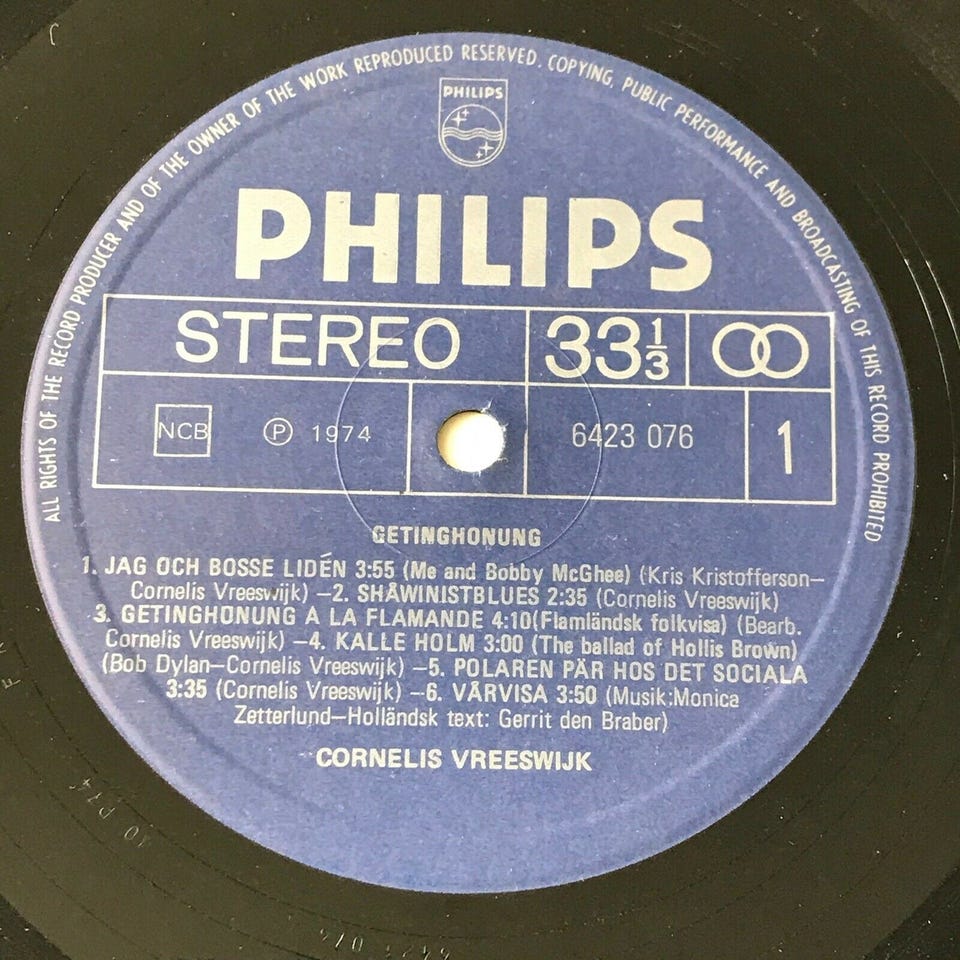 ALL RIGHTS OF THE RECORD PRODUCER AND OF THE OWNER OF THE WORK REPRODUCED RESERVED. COPYING, PUBLIC PERFORMANCE AND BROADCASTING OF THIS RECORD PROHIBITED
PHILIPS
PHILIPS
STEREO 33 1/3
NCB ℗ 1974 6423 076 1
GETINGHONUNG
1. JAG OCH BOSSE LIDÉN 3:55 (Me and Bobby McGhee) (Kris Kristofferson–
Cornelis Vreeswijk) –2. SHÅWINISTBLUES 2:35 (Cornelis Vreeswijk)
3. GETINGHONUNG A LA FLAMANDE 4:10(Flamländsk folkvisa) (Bearb.
Cornelis Vreeswijk) –4. KALLE HOLM 3:00 (The ballad of Hollis Brown)
(Bob Dylan–Cornelis Vreeswijk) –5. POLAREN PÄR HOS DET SOCIALA
3:35 (Cornelis Vreeswijk) –6. VÅRVISA 3:50 (Musik:Monica
Zetterlund–Holländsk text: Gerrit den Braber)
CORNELIS VREESWIJK